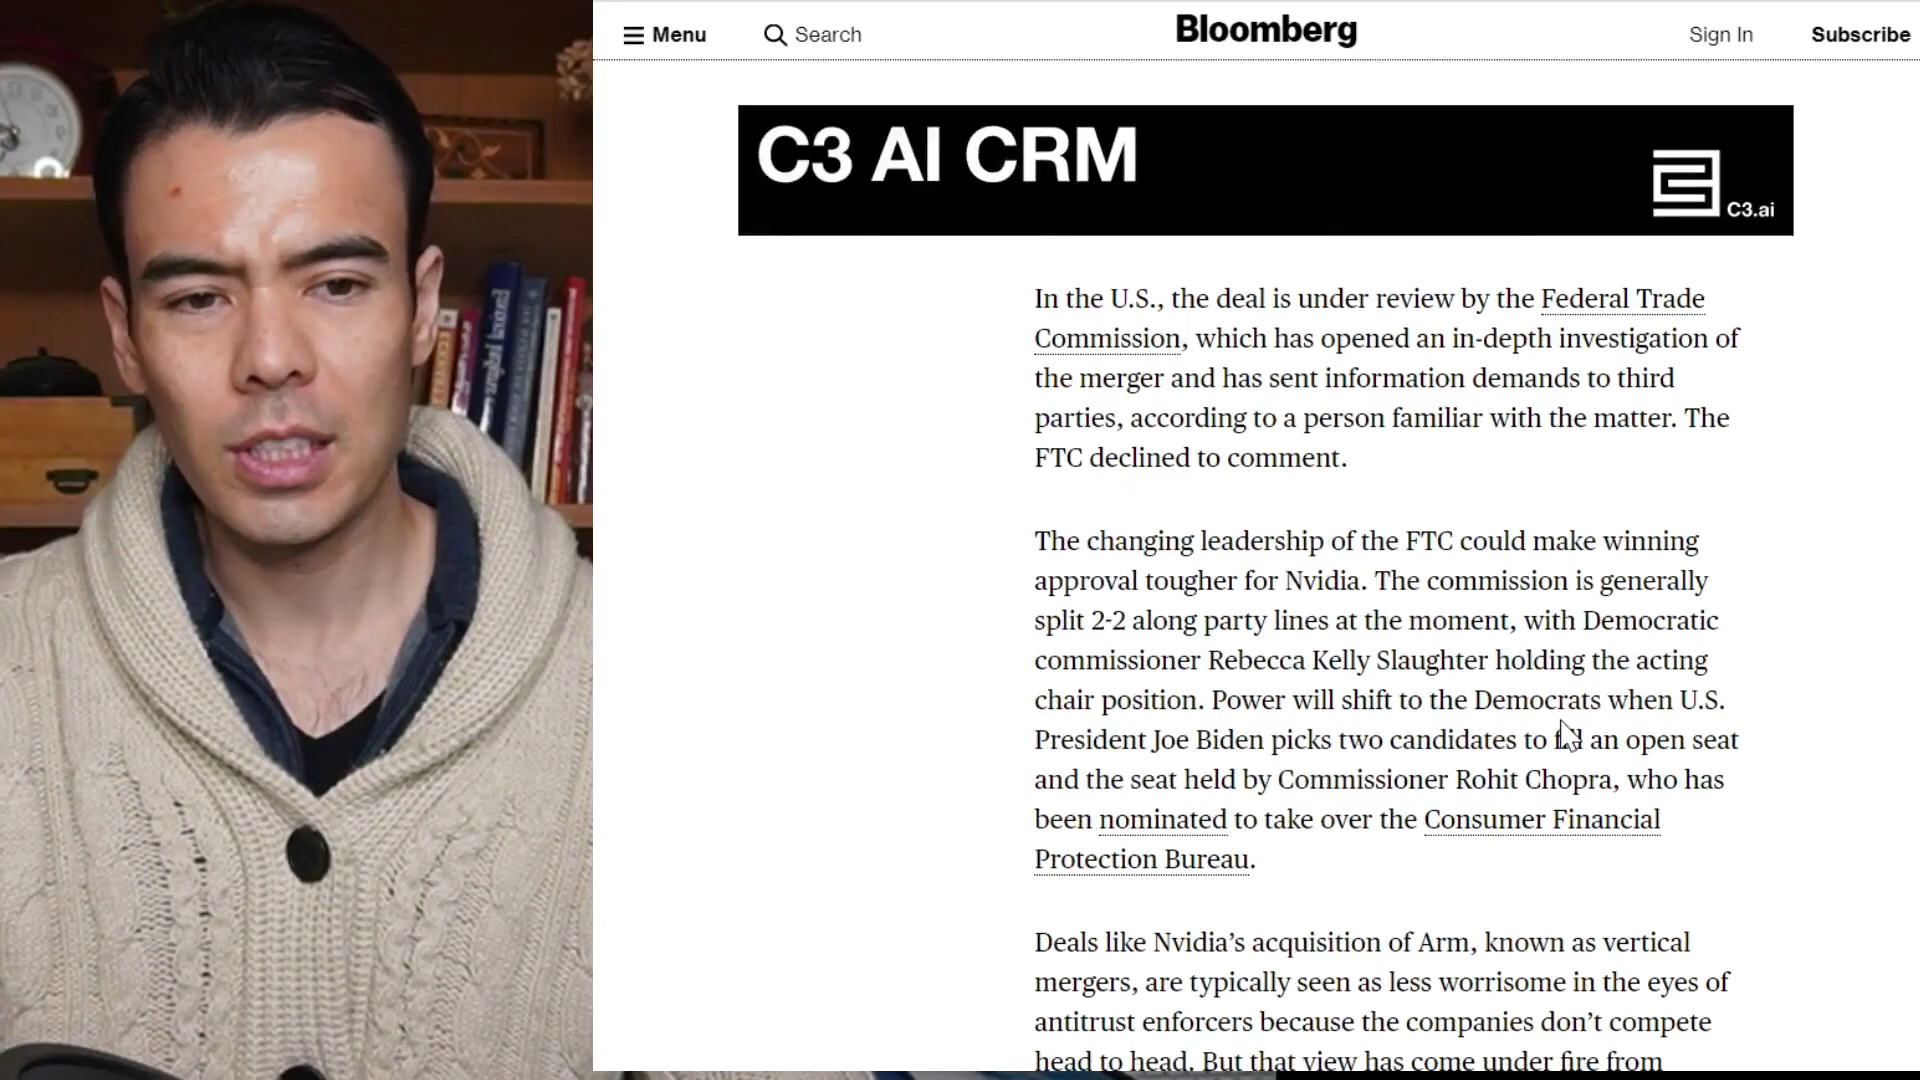 Menu
Search
Bloomberg
Sign In
Subscribe
C3 AI CRM
C3.ai
In the U.S., the deal is under review by the Federal Trade
Commission, which has opened an in-depth investigation of
the merger and has sent information demands to third
parties, according to a person familiar with the matter. The
FTC declined to comment.
The changing leadership of the FTC could make winning
approval tougher for Nvidia. The commission is generally
split 2-2 along party lines at the moment, with Democratic
commissioner Rebecca Kelly Slaughter holding the acting
chair position. Power will shift to the Democrats when U.S.
President Joe Biden picks two candidates to fill an open seat
and the seat held by Commissioner Rohit Chopra, who has
been nominated to take over the Consumer Financial
Protection Bureau.
Deals like Nvidia’s acquisition of Arm, known as vertical
mergers, are typically seen as less worrisome in the eyes of
antitrust enforcers because the companies don’t compete
head to head. But that view has come under fire from